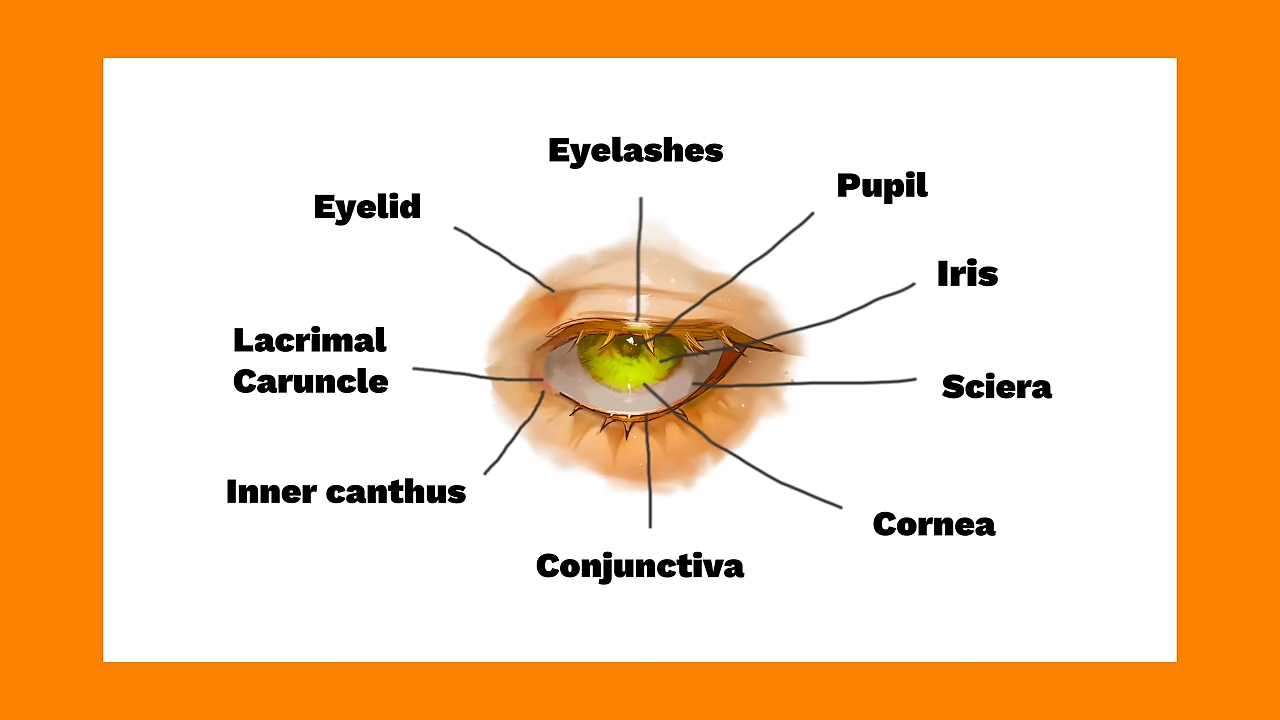 Eyelashes
Pupil
Eyelid
Iris
Lacrimal
Caruncle
Sciera
Inner canthus
Cornea
Conjunctiva